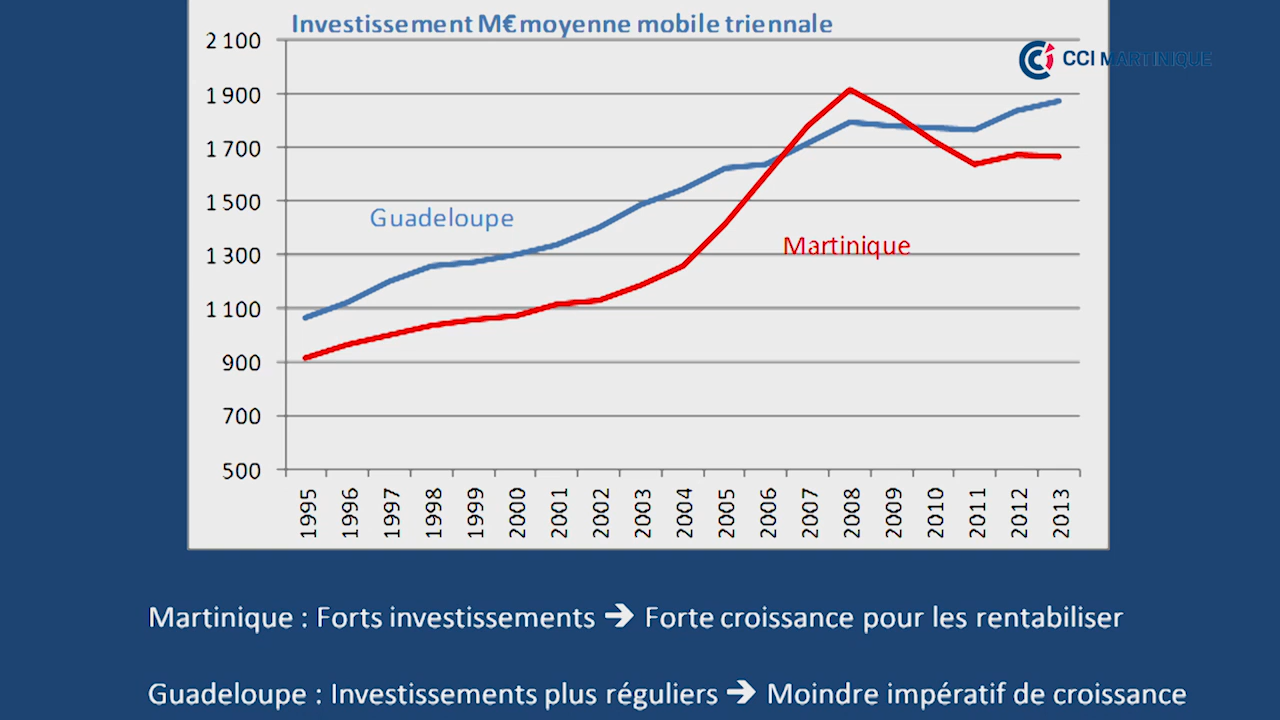 Investissement M€ moyenne mobile triennale
CCI MARTINIQUE
2 100
1 900
1 700
1 500
1 300
1 100
900
700
500
Guadeloupe
Martinique
1995 1996 1997 1998 1999 2000 2001 2002 2003 2004 2005 2006 2007 2008 2009 2010 2011 2012 2013
Martinique : Forts investissements ➔ Forte croissance pour les rentabiliser
Guadeloupe : Investissements plus réguliers ➔ Moindre impératif de croissance